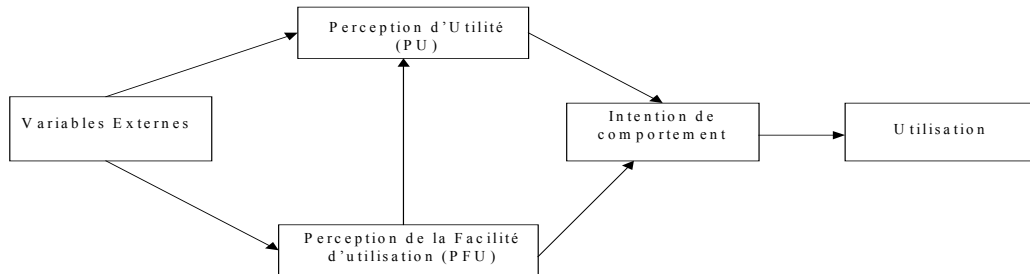 Perception d'Utilité
(PU)
Variables Externes
Intention de
comportement
Utilisation
Perception de la Facilité
d'utilisation (PFU)